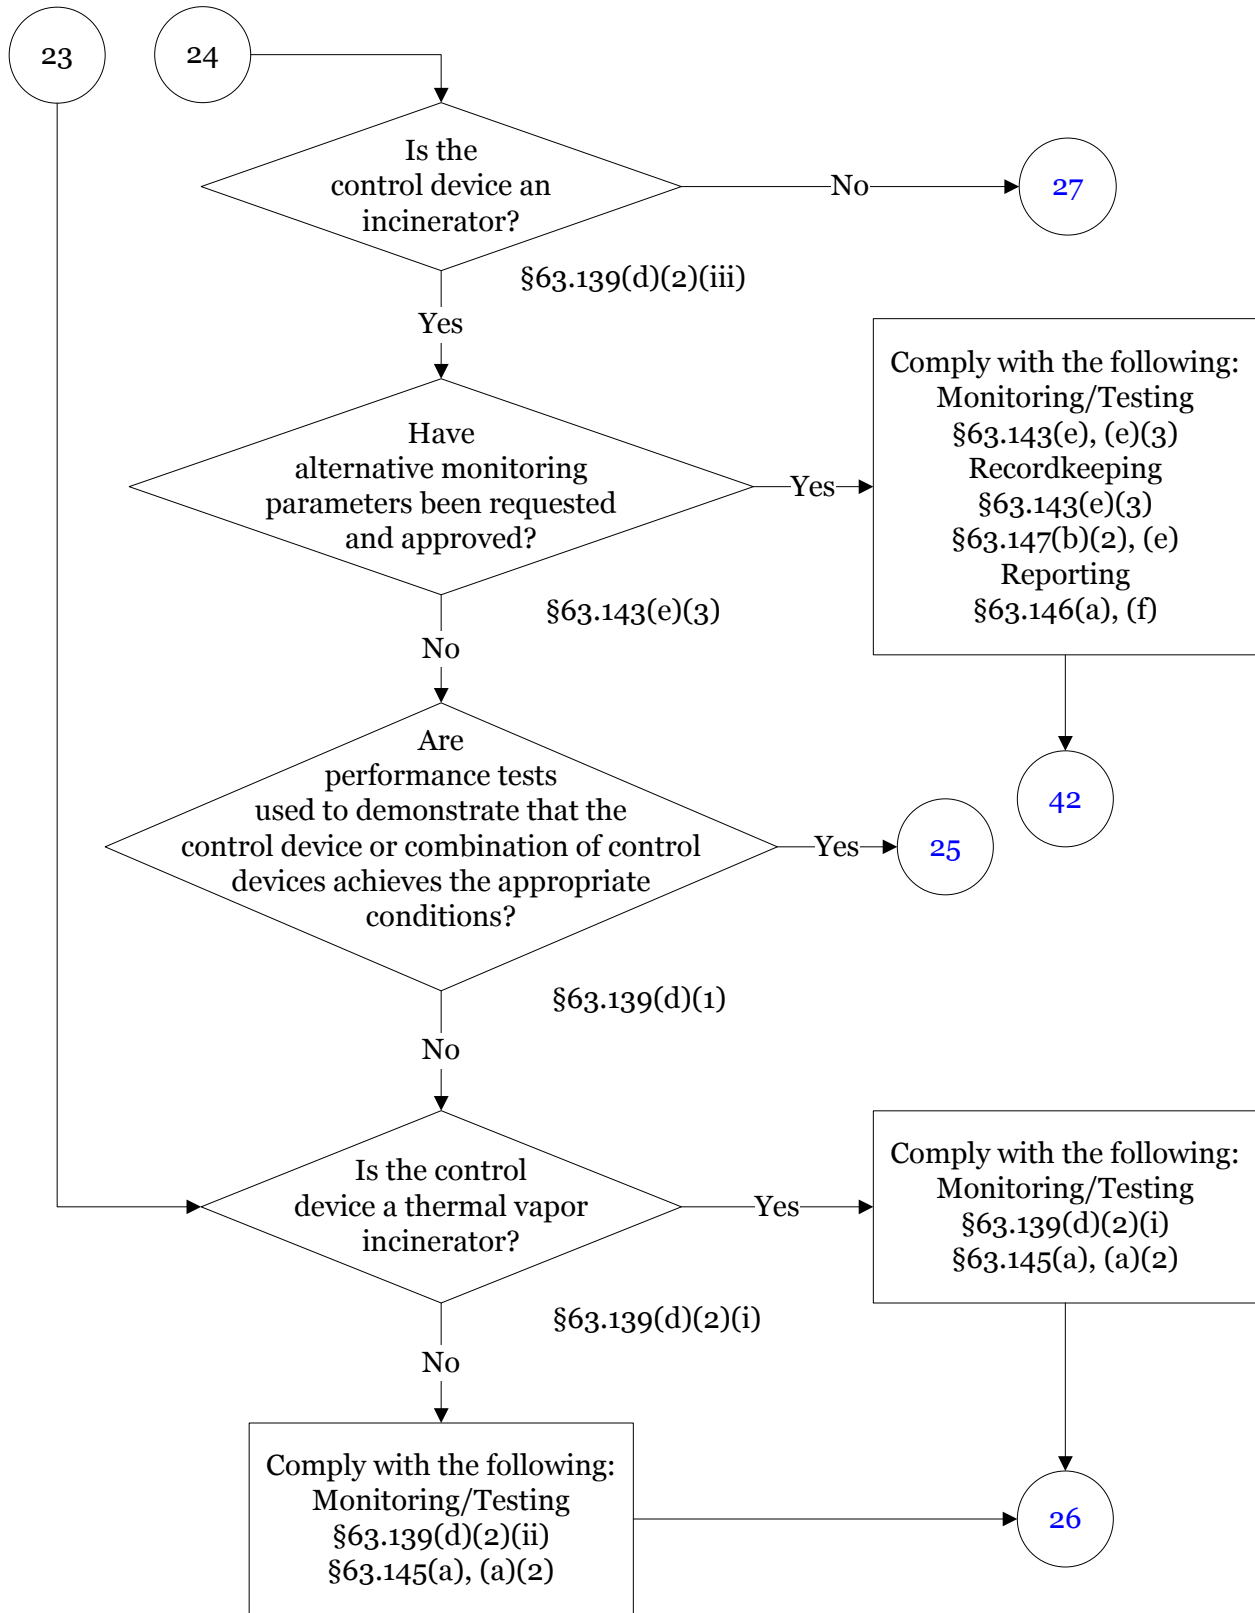 23
24
Is the
control device an
incinerator?
No
27
§63.139(d)(2)(iii)
Yes
Have
alternative monitoring
parameters been requested
and approved?
Yes
Comply with the following:
Monitoring/Testing
§63.143(e), (e)(3)
Recordkeeping
§63.143(e)(3)
§63.147(b)(2), (e)
Reporting
§63.146(a), (f)
§63.143(e)(3)
No
42
Are
performance tests
used to demonstrate that the
control device or combination of control
devices achieves the appropriate
conditions?
Yes
25
§63.139(d)(1)
No
Is the control
device a thermal vapor
incinerator?
Yes
Comply with the following:
Monitoring/Testing
§63.139(d)(2)(i)
§63.145(a), (a)(2)
§63.139(d)(2)(i)
No
Comply with the following:
Monitoring/Testing
§63.139(d)(2)(ii)
§63.145(a), (a)(2)
26